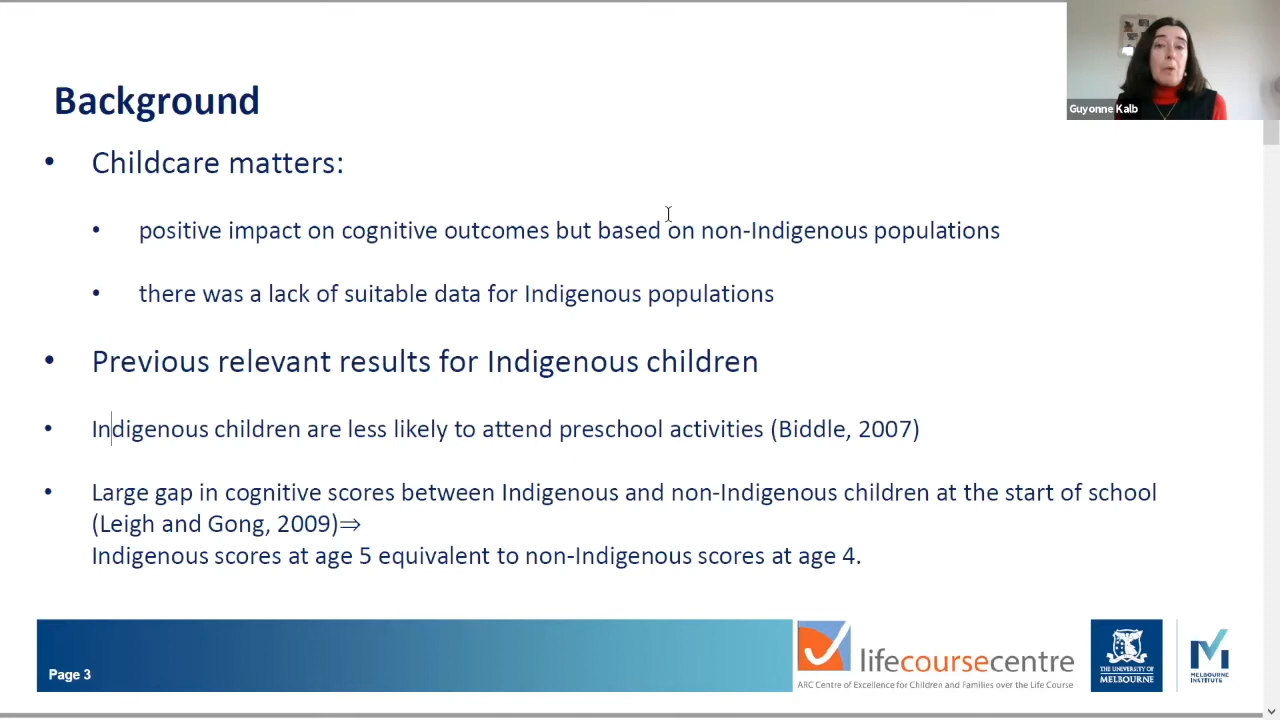 Background
Guyonne Kalb
• Childcare matters:
• positive impact on cognitive outcomes but based on non-Indigenous populations
• there was a lack of suitable data for Indigenous populations
• Previous relevant results for Indigenous children
• Indigenous children are less likely to attend preschool activities (Biddle, 2007)
• Large gap in cognitive scores between Indigenous and non-Indigenous children at the start of school
(Leigh and Gong, 2009)⇒
Indigenous scores at age 5 equivalent to non-Indigenous scores at age 4.
Page 3
lifecoursecentre
ARC Centre of Excellence for Children and Families over the Life Course
THE UNIVERSITY OF
MELBOURNE
MELBOURNE
INSTITUTE